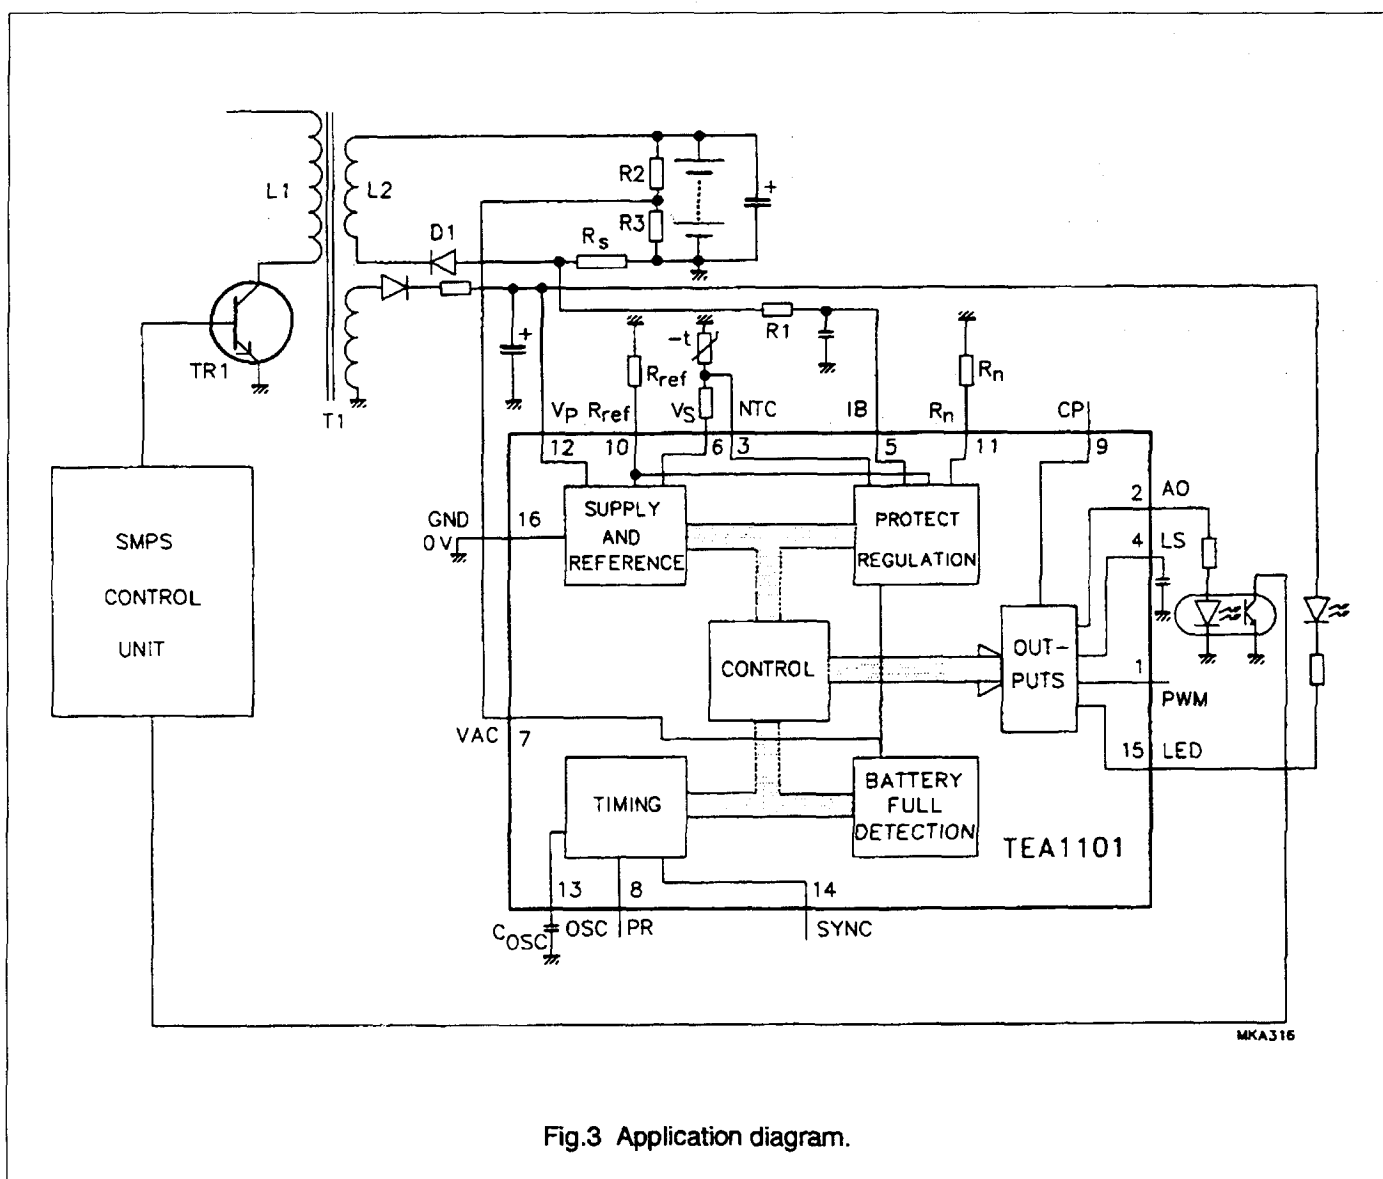 L1
L2
R2
R3
+
D1
Rs
R1
TR1
T1
+
-t
Rref
Rn
VP
Rref
VS
NTC
IB
Rn
CP
12
10
6
3
5
11
9
2
AO
4
LS
GND
0V
16
SUPPLY
AND
REFERENCE
PROTECT
REGULATION
SMPS
CONTROL
UNIT
CONTROL
OUT-
PUTS
1
PWM
VAC
7
15
LED
TIMING
BATTERY
FULL
DETECTION
TEA1101
13
8
14
COSC
OSC
PR
SYNC
MKA316
Fig.3 Application diagram.